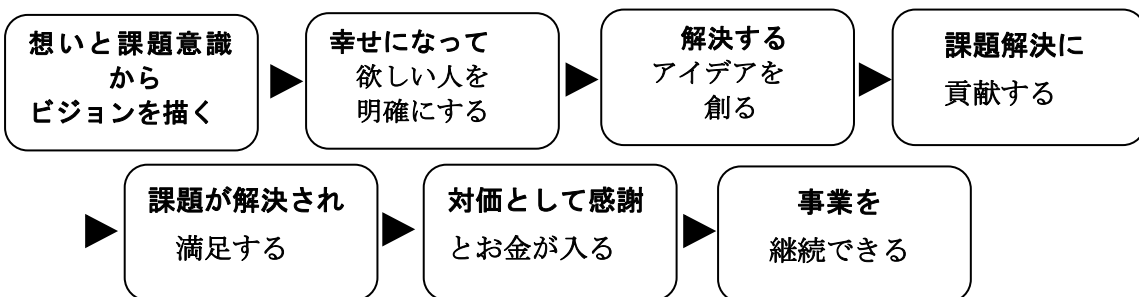 想いと課題意識
から
ビジョンを描く
幸せになって
欲しい人を
明確にする
解決する
アイデアを
創る
課題解決に
貢献する
課題が解決され
満足する
対価として感謝
とお金が入る
事業を
継続できる